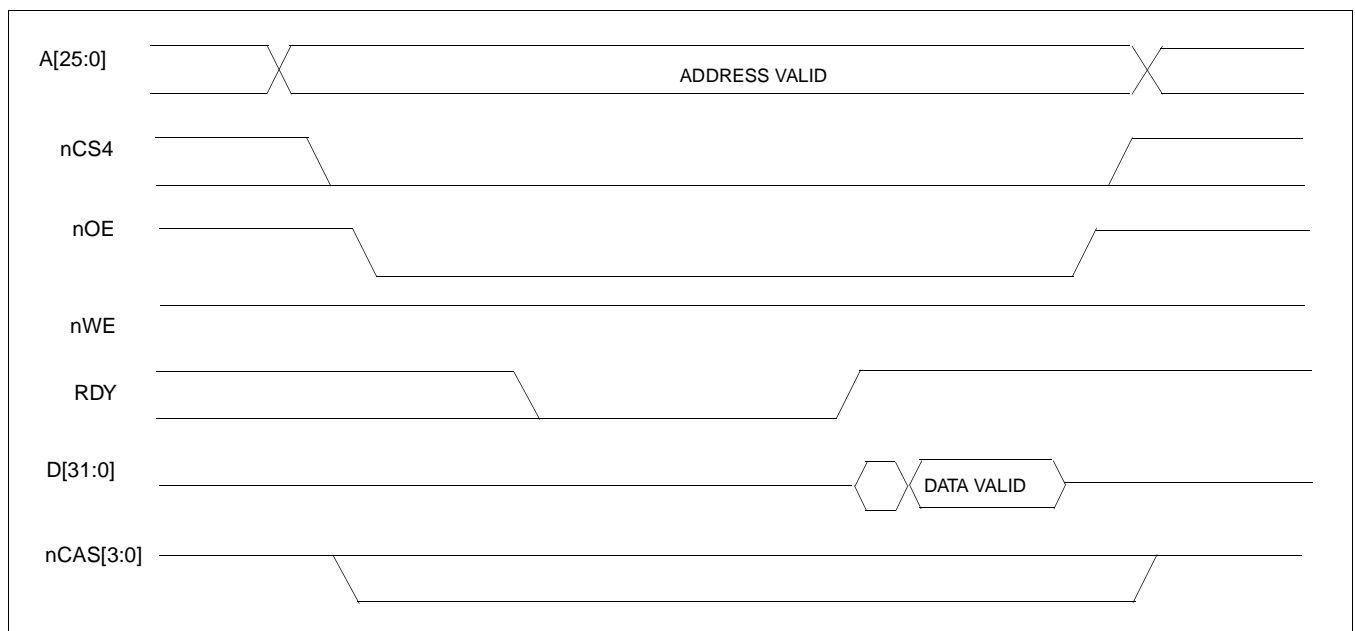 A[25:0]
ADDRESS VALID
nCS4
nOE
nWE
RDY
D[31:0]
DATA VALID
nCAS[3:0]